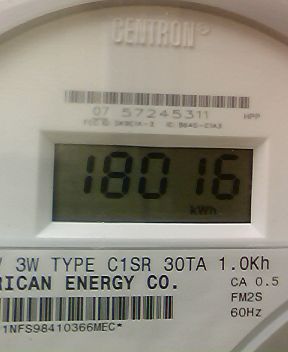 CENTRON®
07 57245311 HPP
18016
kWh
V 3W TYPE C1SR 30TA 1.0Kh
RICAN ENERGY CO. CA 0.5
FM2S
60Hz
1NFS98410366MEC*